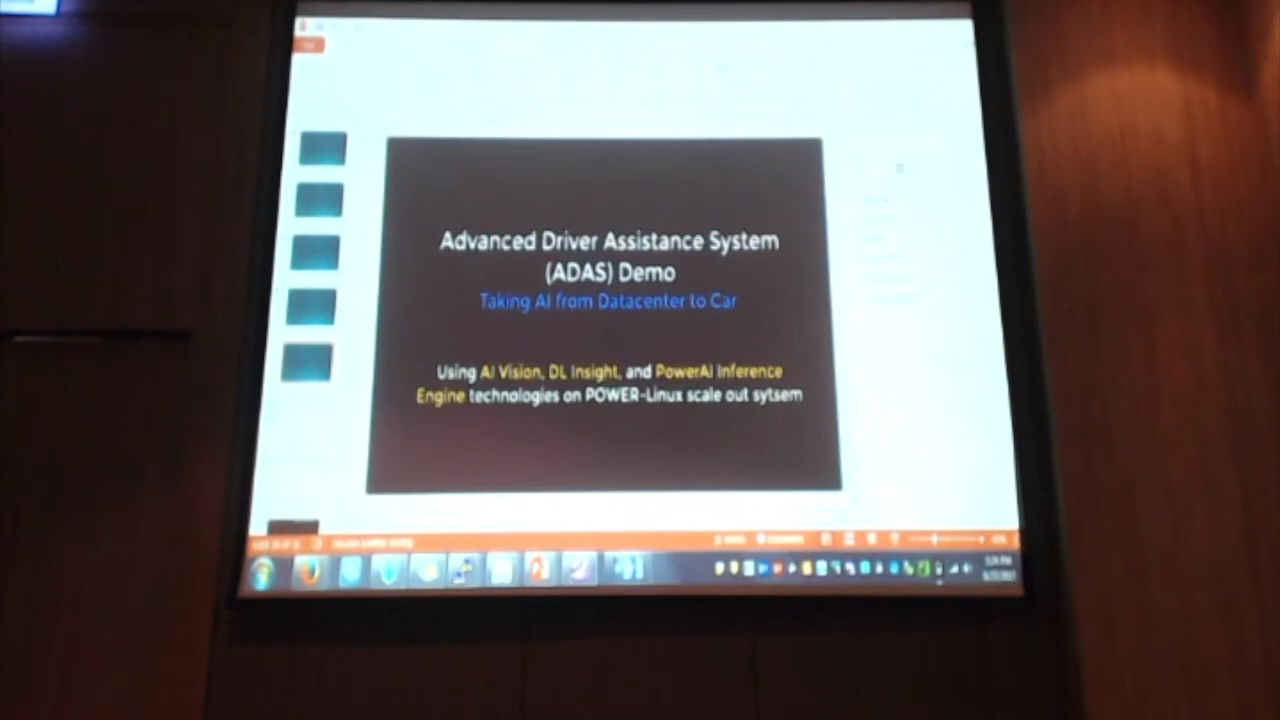 Advanced Driver Assistance System
(ADAS) Demo
Taking AI from Datacenter to Car
Using AI Vision, DL Insight, and PowerAI Inference
Engine technologies on POWER-Linux scale out sytsem